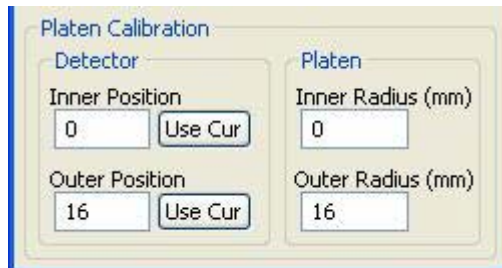 Platen Calibration
Detector
Platen
Inner Position
Inner Radius (mm)
0
Use Cur
0
Outer Position
Outer Radius (mm)
16
Use Cur
16